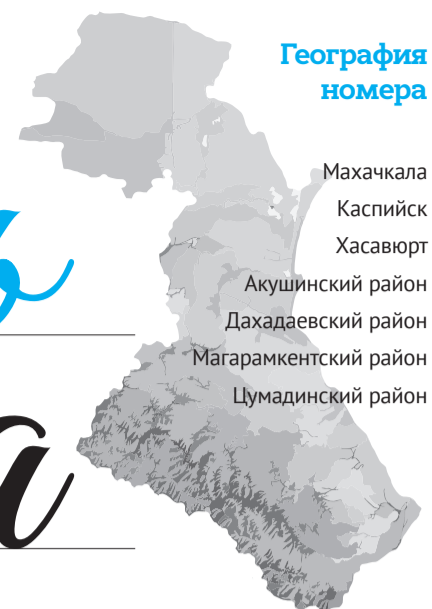 География
номера
Махачкала
Каспийск
Хасавюрт
Акушинский район
Дахадаевский район
Магарамкентский район
Цумадинский район
ь
а